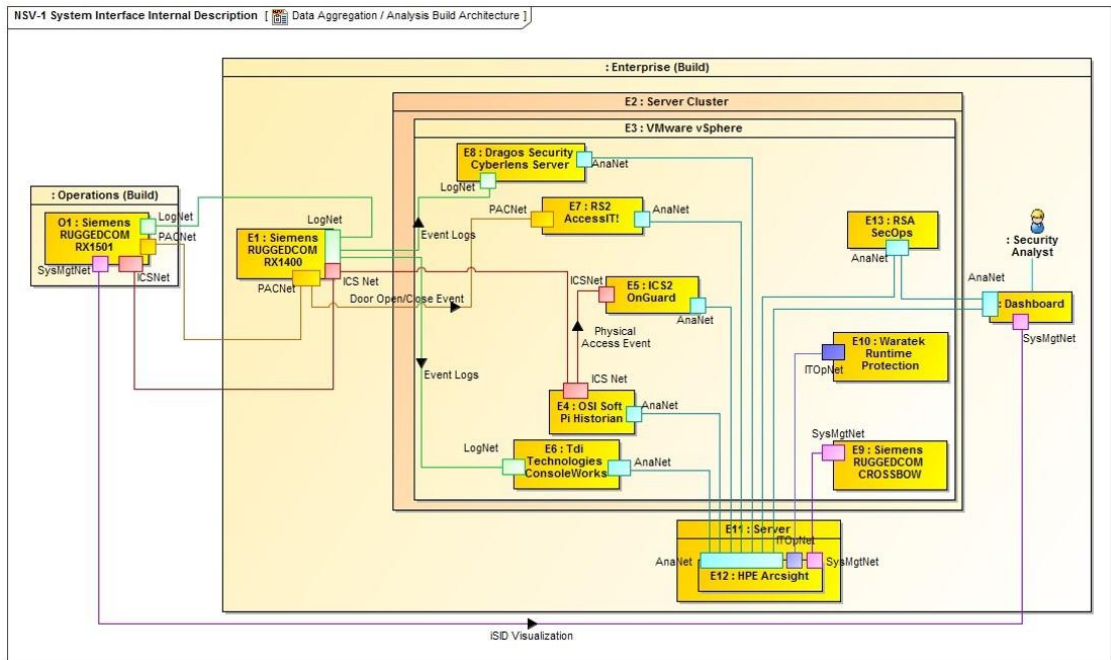 NSV-1 System Interface Internal Description [ Data Aggregation / Analysis Build Architecture ]
: Enterprise (Build)
E2 : Server Cluster
E3 : VMware vSphere
E8 : Dragos Security
Cyberlens Server
AnaNet
LogNet
: Operations (Build)
O1 : Siemens
RUGGEDCOM
RX1501
LogNet
PACNet
SysMgtNet
ICSNet
LogNet
E1 : Siemens
RUGGEDCOM
RX1400
PACNet
ICS Net
Event Logs
PACNet
E7 : RS2
AccessIT!
AnaNet
Door Open/Close Event
E13 : RSA
SecOps
AnaNet
: Security
Analyst
AnaNet
: Dashboard
SysMgtNet
ICSNet
E5 : ICS2
OnGuard
AnaNet
Physical
Access Event
E10 : Waratek
Runtime
Protection
ITOpNet
Event Logs
ICS Net
E4 : OSI Soft
Pi Historian
AnaNet
LogNet
E6 : Tdi
Technologies
ConsoleWorks
AnaNet
SysMgtNet
E9 : Siemens
RUGGEDCOM
CROSSBOW
E11 : Server
ITOpNet
AnaNet
SysMgtNet
E12 : HPE Arcsight
iSID Visualization